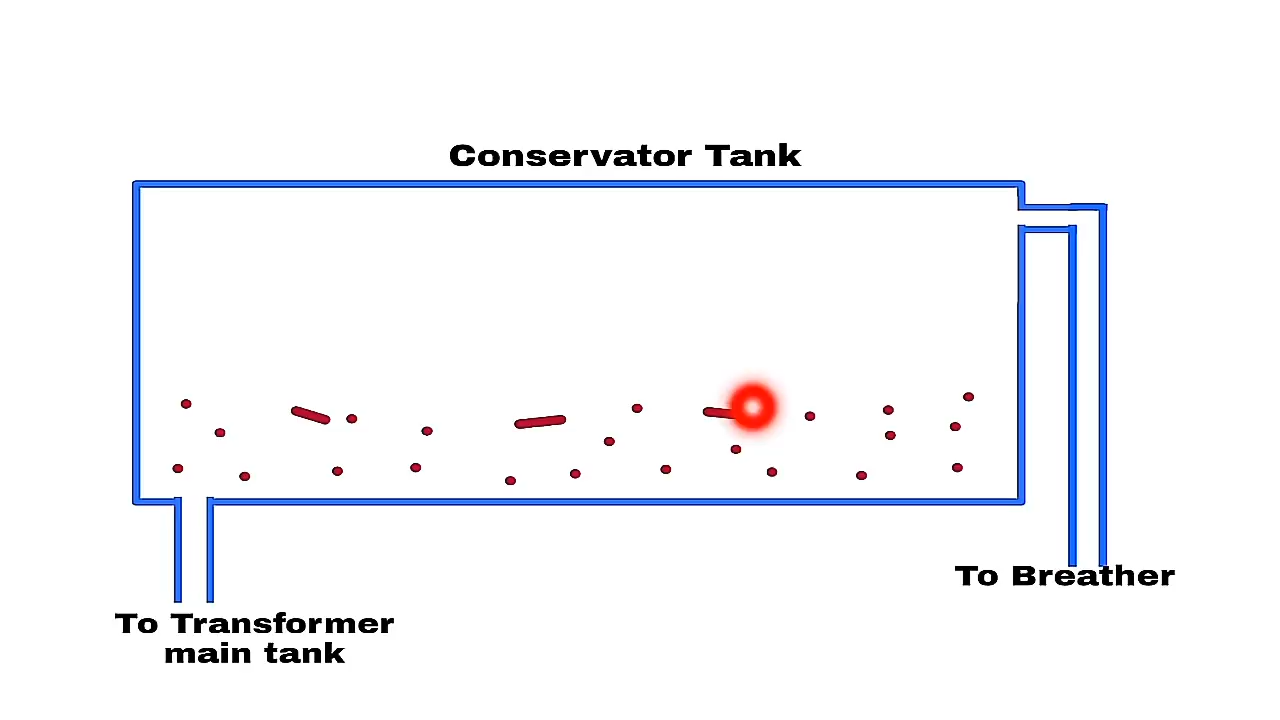 Conservator Tank
To Breather
To Transformer
main tank